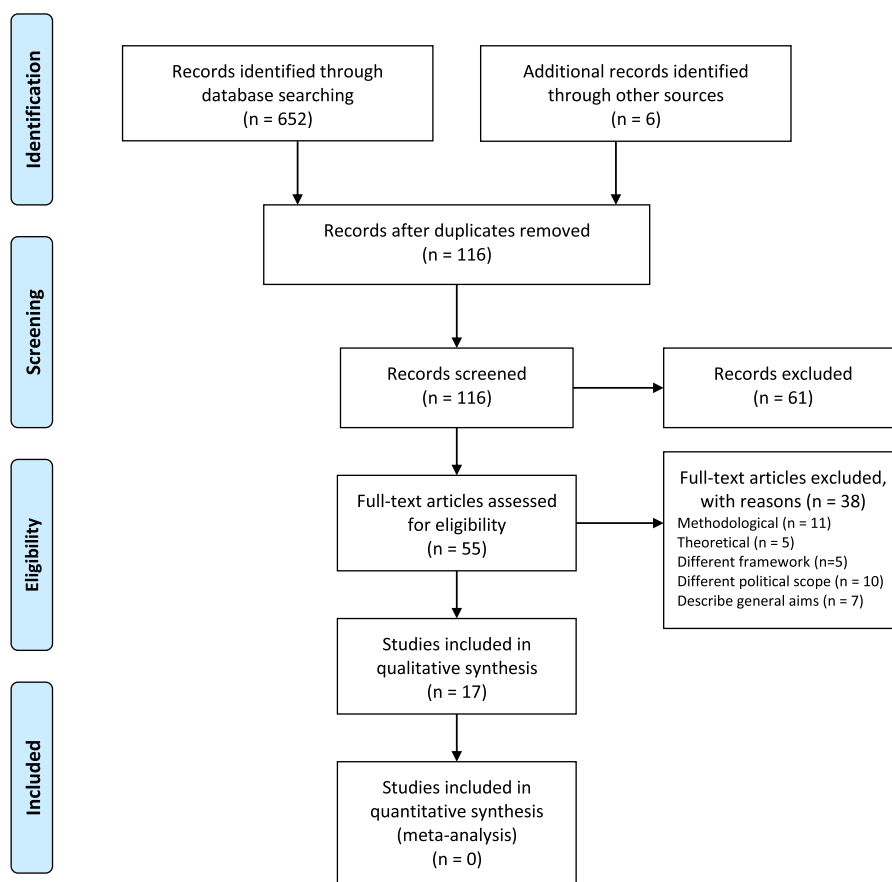 Identification
Records identified through
database searching
(n = 652)
Additional records identified
through other sources
(n = 6)
Records after duplicates removed
(n = 116)
Screening
Records screened
(n = 116)
Records excluded
(n = 61)
Eligibility
Full-text articles assessed
for eligibility
(n = 55)
Full-text articles excluded,
with reasons (n = 38)
Methodological (n = 11)
Theoretical (n = 5)
Different framework (n=5)
Different political scope (n = 10)
Describe general aims (n = 7)
Studies included in
qualitative synthesis
(n = 17)
Included
Studies included in
quantitative synthesis
(meta-analysis)
(n = 0)